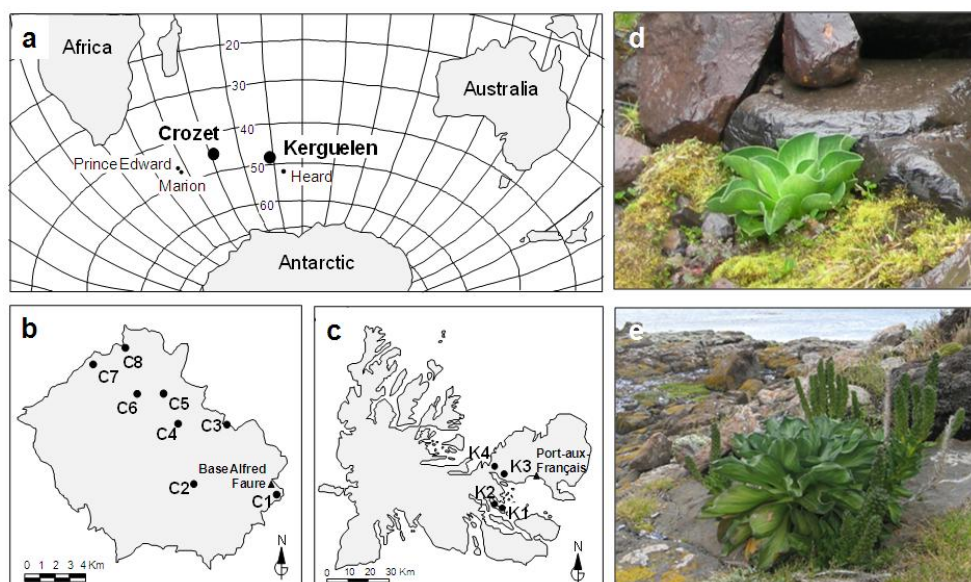 a
Africa
20
30
40
50
60
Australia
Crozet
Kerguelen
Prince Edward
Marion
Heard
Antarctic
b
C8
C7
C6
C5
C4
C3
Base Alfred
Faure
C2
C1
N
0 1 2 3 4 Km
c
K4
K3
Port-aux-
Français
K2
K1
N
0 10 20 30 Km
d
e